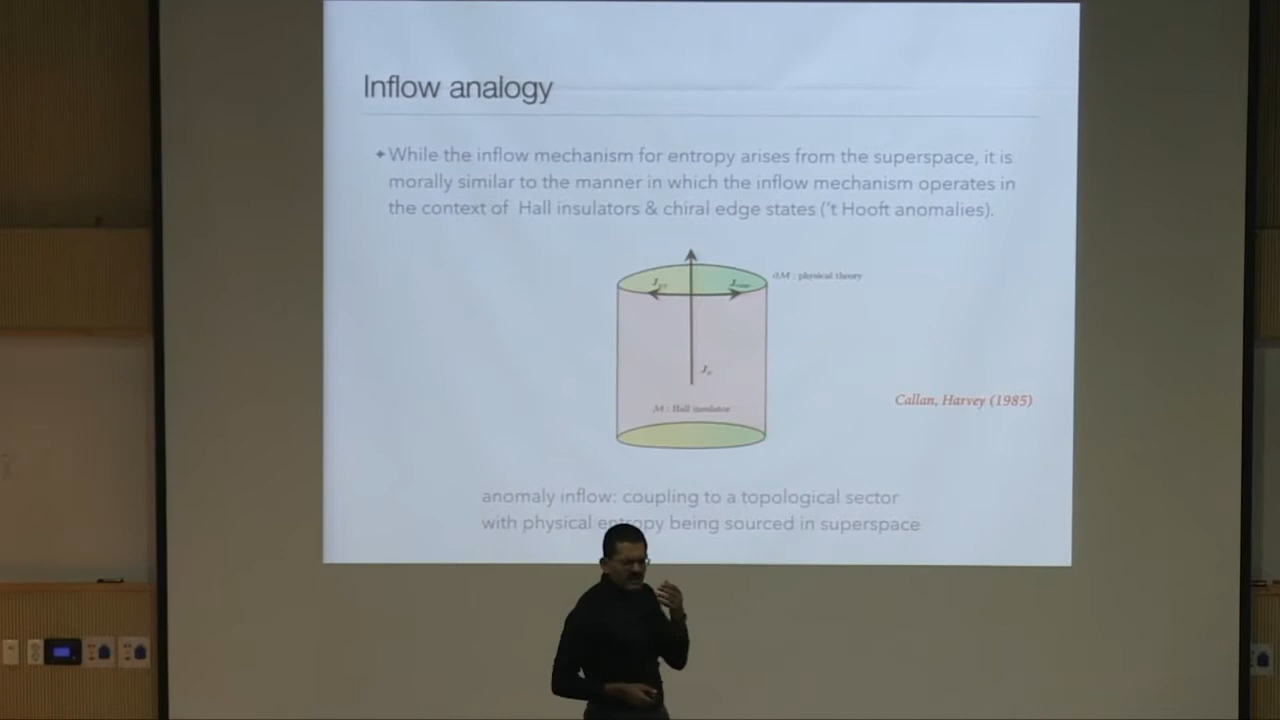 Inflow analogy
✦ While the inflow mechanism for entropy arises from the superspace, it is
morally similar to the manner in which the inflow mechanism operates in
the context of Hall insulators & chiral edge states ('t Hooft anomalies).
∂M : physical theory
M : Hall insulator
Callan, Harvey (1985)
anomaly inflow: coupling to a topological sector
with physical entropy being sourced in superspace